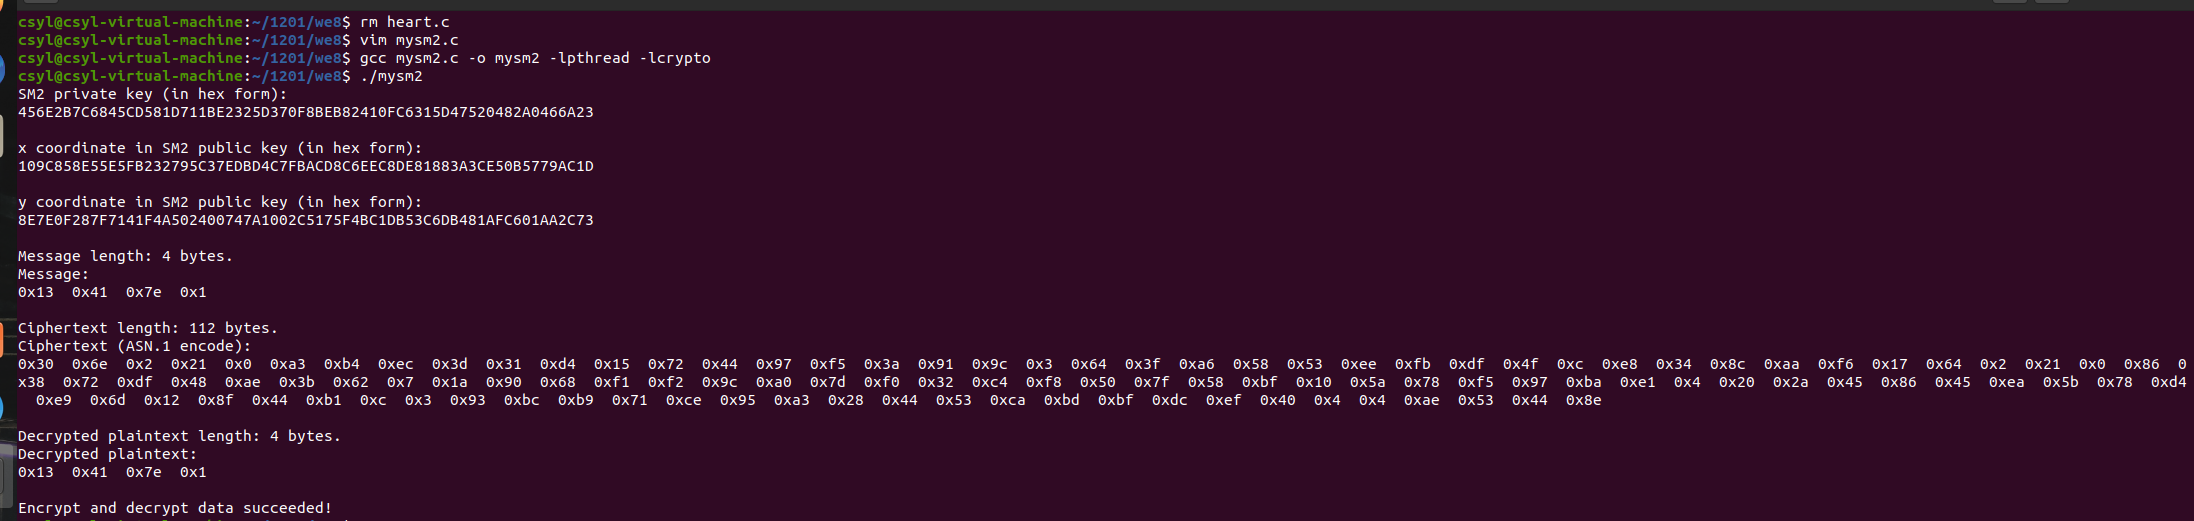 csyl@csyl-virtual-machine:~/1201/we8$ rm heart.c
csyl@csyl-virtual-machine:~/1201/we8$ vim mysm2.c
csyl@csyl-virtual-machine:~/1201/we8$ gcc mysm2.c -o mysm2 -lpthread -lcrypto
csyl@csyl-virtual-machine:~/1201/we8$ ./mysm2
SM2 private key (in hex form):
456E2B7C6845CD581D711BE2325D370F8BEB82410FC6315D47520482A0466A23
x coordinate in SM2 public key (in hex form):
109C858E55E5FB232795C37EDBD4C7FBACD8C6EEC8DE81883A3CE50B5779AC1D
y coordinate in SM2 public key (in hex form):
8E7E0F287F7141F4A502400747A1002C5175F4BC1DB53C6DB481AFC601AA2C73
Message length: 4 bytes.
Message:
0x13  0x41  0x7e  0x1
Ciphertext length: 112 bytes.
Ciphertext (ASN.1 encode):
0x30  0x6e  0x2  0x21  0x0  0xa3  0xb4  0xec  0x3d  0x31  0xd4  0x15  0x72  0x44  0x97  0xf5  0x3a  0x91  0x9c  0x3  0x64  0x3f  0xa6  0x58  0x53  0xee  0xfb  0xdf  0x4f  0xc  0xe8  0x34  0x8c  0xaa  0xf6  0x17  0x64  0x2  0x21  0x0  0x86  0
x38  0x72  0xdf  0x48  0xae  0x3b  0x62  0x7  0x1a  0x90  0x68  0xf1  0xf2  0x9c  0xa0  0x7d  0xf0  0x32  0xc4  0xf8  0x50  0x7f  0x58  0xbf  0x10  0x5a  0x78  0xf5  0x97  0xba  0xe1  0x4  0x20  0x2a  0x45  0x86  0x45  0xea  0x5b  0x78  0xd4
0xe9  0x6d  0x12  0x8f  0x44  0xb1  0xc  0x3  0x93  0xbc  0xb9  0x71  0xce  0x95  0xa3  0x28  0x44  0x53  0xca  0xbd  0xbf  0xdc  0xef  0x40  0x4  0x4  0xae  0x53  0x44  0x8e
Decrypted plaintext length: 4 bytes.
Decrypted plaintext:
0x13  0x41  0x7e  0x1
Encrypt and decrypt data succeeded!